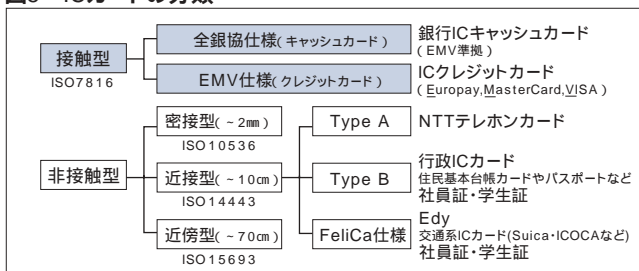 図3 ICカードの分類
接触型
ISO7816
全銀協仕様(キャッシュカード)
銀行ICキャッシュカード
(EMV準拠)
EMV仕様(クレジットカード)
ICクレジットカード
(Europay,MasterCard,VISA)
非接触型
密接型(~2mm)
ISO10536
近接型(~10cm)
ISO14443
近傍型(~70cm)
ISO15693
Type A
NTTテレホンカード
Type B
行政ICカード
住民基本台帳カードやパスポートなど
社員証・学生証
FeliCa仕様
Edy
交通系ICカード(Suica・ICOCAなど)
社員証・学生証